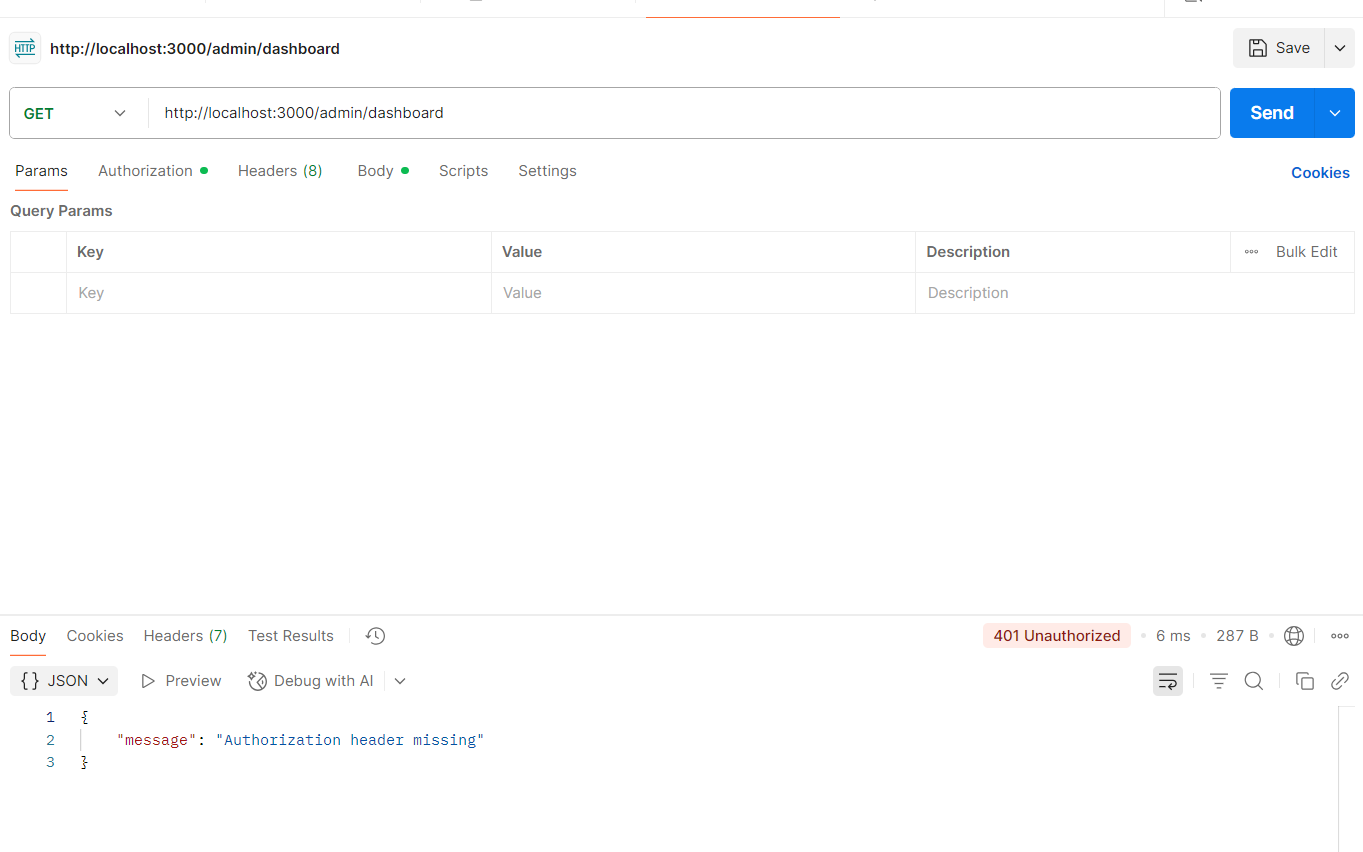 HTTP http://localhost:3000/admin/dashboard Save
GET http://localhost:3000/admin/dashboard Send
Params Authorization Headers (8) Body Scripts Settings Cookies
Query Params
Key Value Description Bulk Edit
Key Value Description
Body Cookies Headers (7) Test Results 401 Unauthorized 6 ms 287 B
{} JSON Preview Debug with AI
1 {
2 "message": "Authorization header missing"
3 }